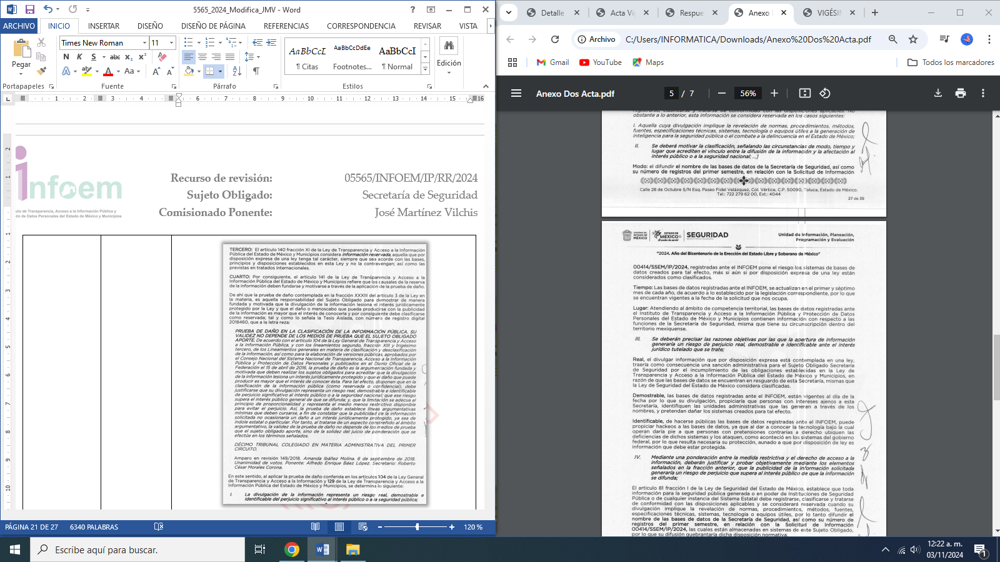 5565_2024_Modifica_JMV - Word
ARCHIVO INICIO INSERTAR DISEÑO DISEÑO DE PÁGINA REFERENCIAS CORRESPONDENCIA REVISAR VISTA
Times New Roman 11
Pegar
N K S abc x₂ x²
Aa
AaBbCcI AaBbCcDdEe AaBbCcI
¶ Citas Footnotes... ¶ Normal
Edición
Portapapeles Fuente Párrafo Estilos
1 2 3 4 6 7 8 9 10 11 12 13 14 15 16
infoem
uto de Transparencia, Acceso a la Información Pública y
ón de Datos Personales del Estado de México y Municipios
Recurso de revisión: 05565/INFOEM/IP/RR/2024
Sujeto Obligado: Secretaría de Seguridad
Comisionado Ponente: José Martínez Vilchis
TERCERO: El artículo 140 fracción XI de la Ley de Transparencia y Acceso a la Información
Pública del Estado de México y Municipios considera información reservada, aquella que por
disposición expresa de una ley tenga tal carácter, siempre que sea acorde con las bases,
principios y disposiciones establecidos en esta Ley y no la contravengan; así como las
previstas en tratados internacionales.
CUARTO: Por consiguiente, el artículo 141 de la Ley de Transparencia y Acceso a la
Información Pública del Estado de México y Municipios refiere que las causales de la reserva
de la información deben fundarse y motivarse a través de la aplicación de la prueba de daño.
De ahí que la prueba de daño contemplada en la fracción XXXIII del artículo 3 de la Ley en
la materia, es aquella responsabilidad del Sujeto Obligado para demostrar de manera
fundada y motivada que la divulgación de la información lesiona el interés jurídicamente
protegido por la Ley y que el daño o menoscabo que pueda producirse con la publicidad
de la información es mayor que el interés de conocerla y por consiguiente debe clasificarse
como reservada; tal y como lo señala la Tesis Aislada, con número de registro digital
2018460, que a la letra reza:
PRUEBA DE DAÑO EN LA CLASIFICACIÓN DE LA INFORMACIÓN PÚBLICA. SU
VALIDEZ NO DEPENDE DE LOS MEDIOS DE PRUEBA QUE EL SUJETO OBLIGADO
APORTE. De acuerdo con el artículo 104 de la Ley General de Transparencia y Acceso
a la Información Pública, y con los lineamientos segundo, fracción XIII y trigésimo
tercero, de los Lineamientos generales en materia de clasificación y desclasificación
de la información, así como para la elaboración de versiones públicas, aprobados por
el Consejo Nacional del Sistema Nacional de Transparencia, Acceso a la Información
Pública y Protección de Datos Personales y publicados en el Diario Oficial de la
Federación el 15 de abril de 2016, la prueba de daño es la argumentación fundada y
motivada que deben realizar los sujetos obligados para acreditar que la divulgación
de la información lesiona un interés jurídicamente protegido y que el daño que puede
producir es mayor que el interés de conocer ésta. Para tal efecto, disponen que en la
clasificación de la información pública (como reservada o confidencial), debe
justificarse que su divulgación representa un riesgo real, demostrable e identificable
de perjuicio significativo al interés público o a la seguridad nacional; que ese riesgo
supera el interés público general de que se difunda; y, que la limitación se adecua al
principio de proporcionalidad y representa el medio menos restrictivo disponible
para evitar el perjuicio. Así, la prueba de daño establece líneas argumentativas
mínimas que deben cursarse, a fin de constatar que la publicidad de la información
solicitada no ocasionaría un daño a un interés jurídicamente protegido, ya sea de
índole estatal o particular. Por tanto, al tratarse de un aspecto constreñido al ámbito
argumentativo, la validez de la prueba de daño no depende de los medios de prueba
que el sujeto obligado aporte, sino de la solidez del juicio de ponderación que se
efectúe en los términos señalados.
DÉCIMO TRIBUNAL COLEGIADO EN MATERIA ADMINISTRATIVA DEL PRIMER
CIRCUITO.
Amparo en revisión 149/2018. Amanda Ibáñez Molina. 6 de septiembre de 2018.
Unanimidad de votos. Ponente: Alfredo Enrique Báez López. Secretario: Roberto
César Morales Corona.
En este sentido, al aplicar la prueba de daño conferida en los artículos 104 de la Ley General
de Transparencia y Acceso a la Información y 129 de la Ley de Transparencia y Acceso a la
Información Pública del Estado de México y Municipios, se determina lo siguiente:
I. La divulgación de la información representa un riesgo real, demostrable e
identificable del perjuicio significativo al interés público o a la seguridad pública;
PÁGINA 21 DE 27 6340 PALABRAS 120 %
Detalle Acta Vi Respue Anexo VIGÉSI
Archivo C:/Users/INFORMATICA/Downloads/Anexo%20Dos%20Acta.pdf
Gmail YouTube Maps Todos los marcadores
Anexo Dos Acta.pdf 5 / 7 56%
registrarse, clasificarse y tratarse de conformidad con las disposiciones aplicables. No
obstante a lo anterior, esta información se considera reservada en los casos siguientes:
I. Aquella cuya divulgación implique la revelación de normas, procedimientos, métodos,
fuentes, especificaciones técnicas, sistemas, tecnología o equipos útiles a la generación de
inteligencia para la seguridad pública o el combate a la delincuencia en el Estado de México;
II. Se deberá motivar la clasificación, señalando las circunstancias de modo, tiempo y
lugar que acrediten el vínculo entre la difusión de la información y la afectación al
interés público o a la seguridad nacional; ...]
Modo: el difundir el nombre de las bases de datos de la Secretaría de Seguridad, así como
su número de registros del primer semestre, en relación con la Solicitud de Información
Calle 28 de Octubre S/N Esq. Paseo Fidel Velázquez, Col. Vértice, C.P. 50090, Toluca, Estado de México.
Tel.: 722 279 62 00, Ext.: 4044
27 de 39
GOBIERNO DEL ESTADO DE MÉXICO ESTADO DE MÉXICO ¡El poder de servir! SEGURIDAD
Unidad de Información, Planeación,
Programación y Evaluación
"2024. Año del Bicentenario de la Erección del Estado Libre y Soberano de México"
00414/SSEM/IP/2024, registradas ante el INFOEM pone el riesgo los sistemas de bases de
datos creados para tal efecto, más si aún si por disposición expresa de una ley están
considerados como clasificados.
Tiempo: Las bases de datos registradas ante el INFOEM, se actualizan en el primer y séptimo
mes de cada año, de acuerdo a lo establecido por la legislación correspondiente, por lo que
se encuentran vigentes a la fecha de la solicitud que nos ocupa.
Lugar: Atendiendo al ámbito de competencia territorial, las bases de datos registradas ante
el Instituto de Transparencia y Acceso a la Información Pública y Protección de Datos
Personales del Estado de México y Municipios contienen información con respecto a las
funciones de la Secretaría de Seguridad, misma que tiene su circunscripción dentro del
territorio mexiquense.
III. Se deberán precisar las razones objetivas por las que la apertura de información
generaría un riesgo de perjuicio real, demostrable e identificable ante el interés
jurídico tutelado que se trate;
Real, el divulgar información que por disposición expresa está contemplada en una ley,
traería como consecuencia una sanción administrativa para el Sujeto Obligado Secretaría
de Seguridad por el incumplimiento de las obligaciones establecidas en la Ley de
Transparencia y Acceso a la Información Pública del Estado de México y Municipios, en
razón de que las bases de datos se encuentran en resguardo de esta Secretaría, mismas que
la Ley de Seguridad del Estado de México considera clasificadas.
Demostrable, las bases de datos registradas ante el INFOEM, están vigentes al día de la
fecha por lo que su divulgación, propiciaría que personas con intereses ajenos a esta
Secretaría, identifiquen las unidades administrativas que las generan a través de los
nombres, y pretendan dañar los sistemas creados para tal efecto.
Identificable, de hacerse públicas las bases de datos registradas ante el INFOEM, puede
propiciar hackeos a las bases de datos, ya que al dar a conocer la tecnología bajo la cual
operan daría pie a que personas con pretensiones contrarias a derecho ubiquen las
deficiencias de dichos sistemas y los ataquen, como aconteció en los sistemas del gobierno
federal, por lo que resulta necesaria su protección, aunado a que por disposición de ley es
información que debe estar protegida.
IV. Mediante una ponderación entre la medida restrictiva y el derecho de acceso a la
información, deberán justificar y probar objetivamente mediante los elementos
señalados en la fracción anterior, que la publicidad de la información solicitada
generaría un riesgo de perjuicio que supera al interés público de que la información
se difunda;
El artículo 81 fracción I de la Ley de Seguridad del Estado de México, establece que toda
información para la seguridad pública generada o en poder de Instituciones de Seguridad
Pública o de cualquier instancia del Sistema Estatal debe registrarse, clasificarse y tratarse
de conformidad con las disposiciones aplicables y se considerará reservada cuando su
divulgación implique la revelación de normas, procedimientos, métodos, fuentes,
especificaciones técnicas, sistemas, tecnología o equipos útiles, por lo tanto difundir el
nombre de las bases de datos de la Secretaría de Seguridad, así como su número de
registros del primer semestre, en relación con la Solicitud de Información
00414/SSEM/IP/2024, las cuales están almacenadas en sistemas de este Sujeto Obligado,
por lo que su difusión quebrantaría dicha disposición normativa.
Escribe aquí para buscar.
12:22 a. m.
03/11/2024
1